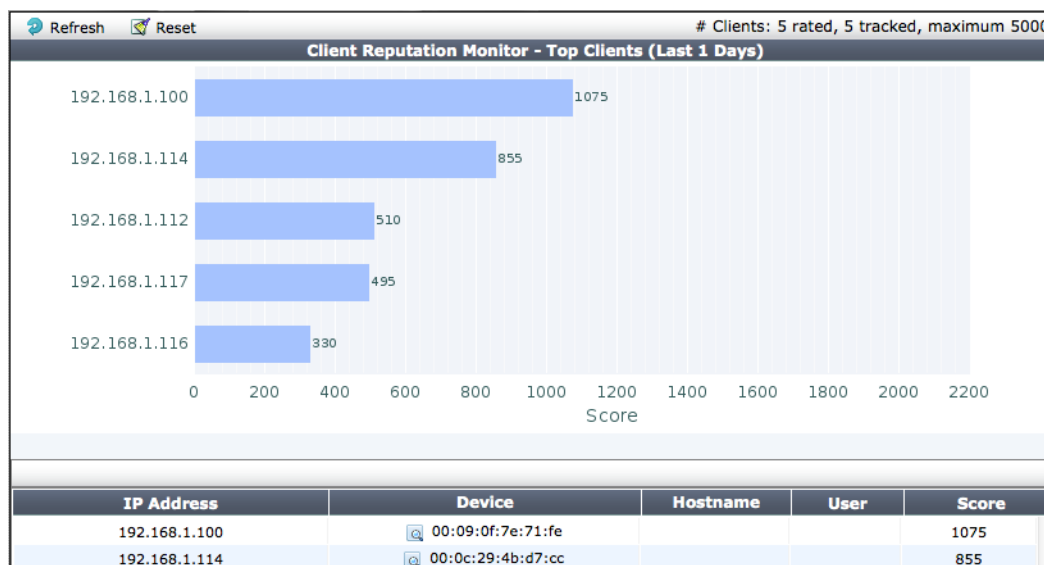 Refresh Reset # Clients: 5 rated, 5 tracked, maximum 5000
Client Reputation Monitor - Top Clients (Last 1 Days)
192.168.1.100 1075
192.168.1.114 855
192.168.1.112 510
192.168.1.117 495
192.168.1.116 330
0 200 400 600 800 1000 1200 1400 1600 1800 2000 2200
Score
IP Address Device Hostname User Score
192.168.1.100 00:09:0f:7e:71:fe 1075
192.168.1.114 00:0c:29:4b:d7:cc 855